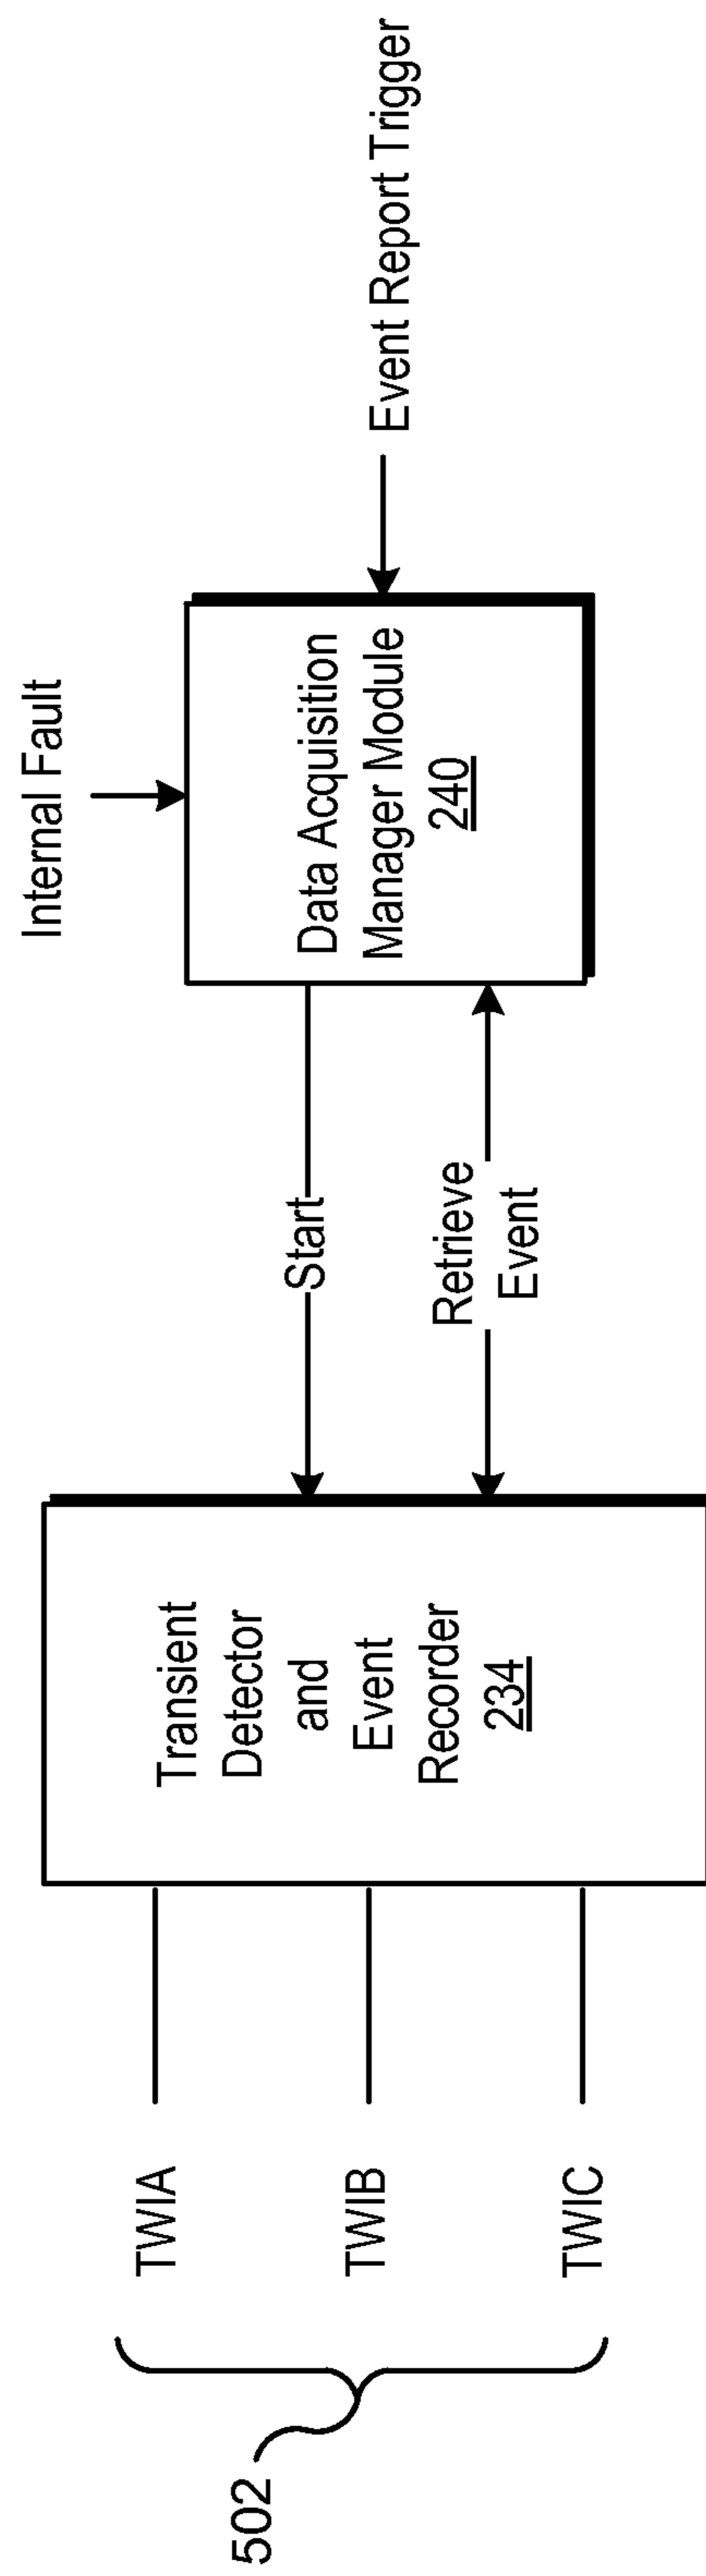 502
TWIA
TWIB
TWIC
Transient
Detector
and
Event
Recorder
234
Start
Retrieve
Event
Internal Fault
Data Acquisition
Manager Module
240
Event Report Trigger